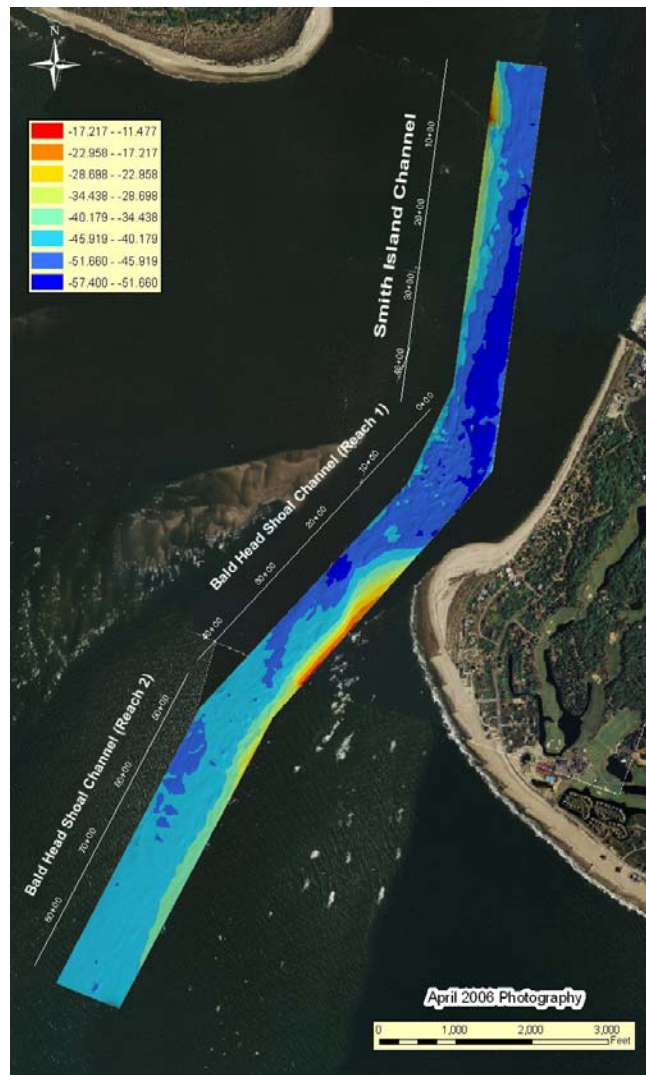 N
-17.217 - -11.477
-22.958 - -17.217
-28.698 - -22.958
-34.438 - -28.698
-40.179 - -34.438
-45.919 - -40.179
-51.660 - -45.919
-57.400 - -51.660
Smith Island Channel
10+00
20+00
30+00
40+00
Bald Head Shoal Channel (Reach 1)
0+00
10+00
20+00
30+00
40+00
Bald Head Shoal Channel (Reach 2)
50+00
60+00
70+00
80+00
April 2006 Photography
0 1,000 2,000 3,000
Feet